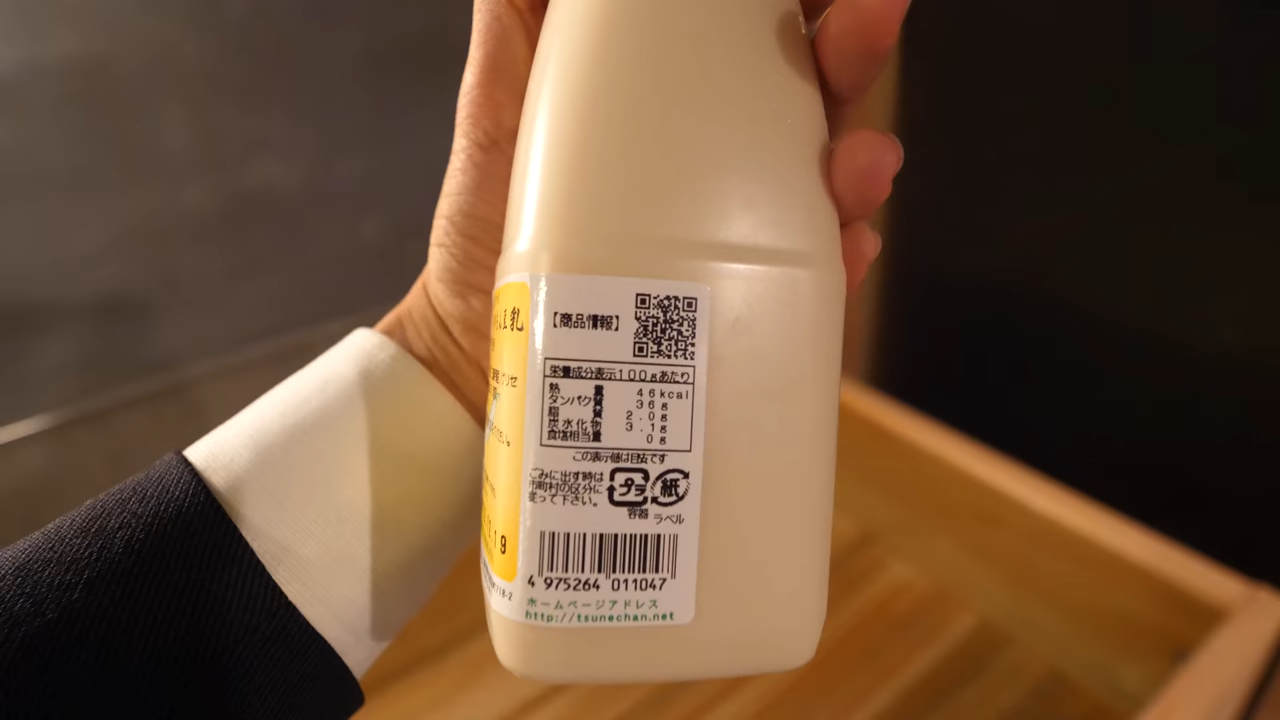 乳
【商品情報】
栄養成分表示100gあたり
熱量 46kcal
タンパク質 36g
脂質 2.0g
炭水化物 3.1g
食塩相当量 0g
この表示値は目安です
ごみに出す時は
市町村の区分に
従って下さい。
プラ
容器
紙
ラベル
19
4 975264 011047
718-2
ホームページアドレス
http://tsunechan.net